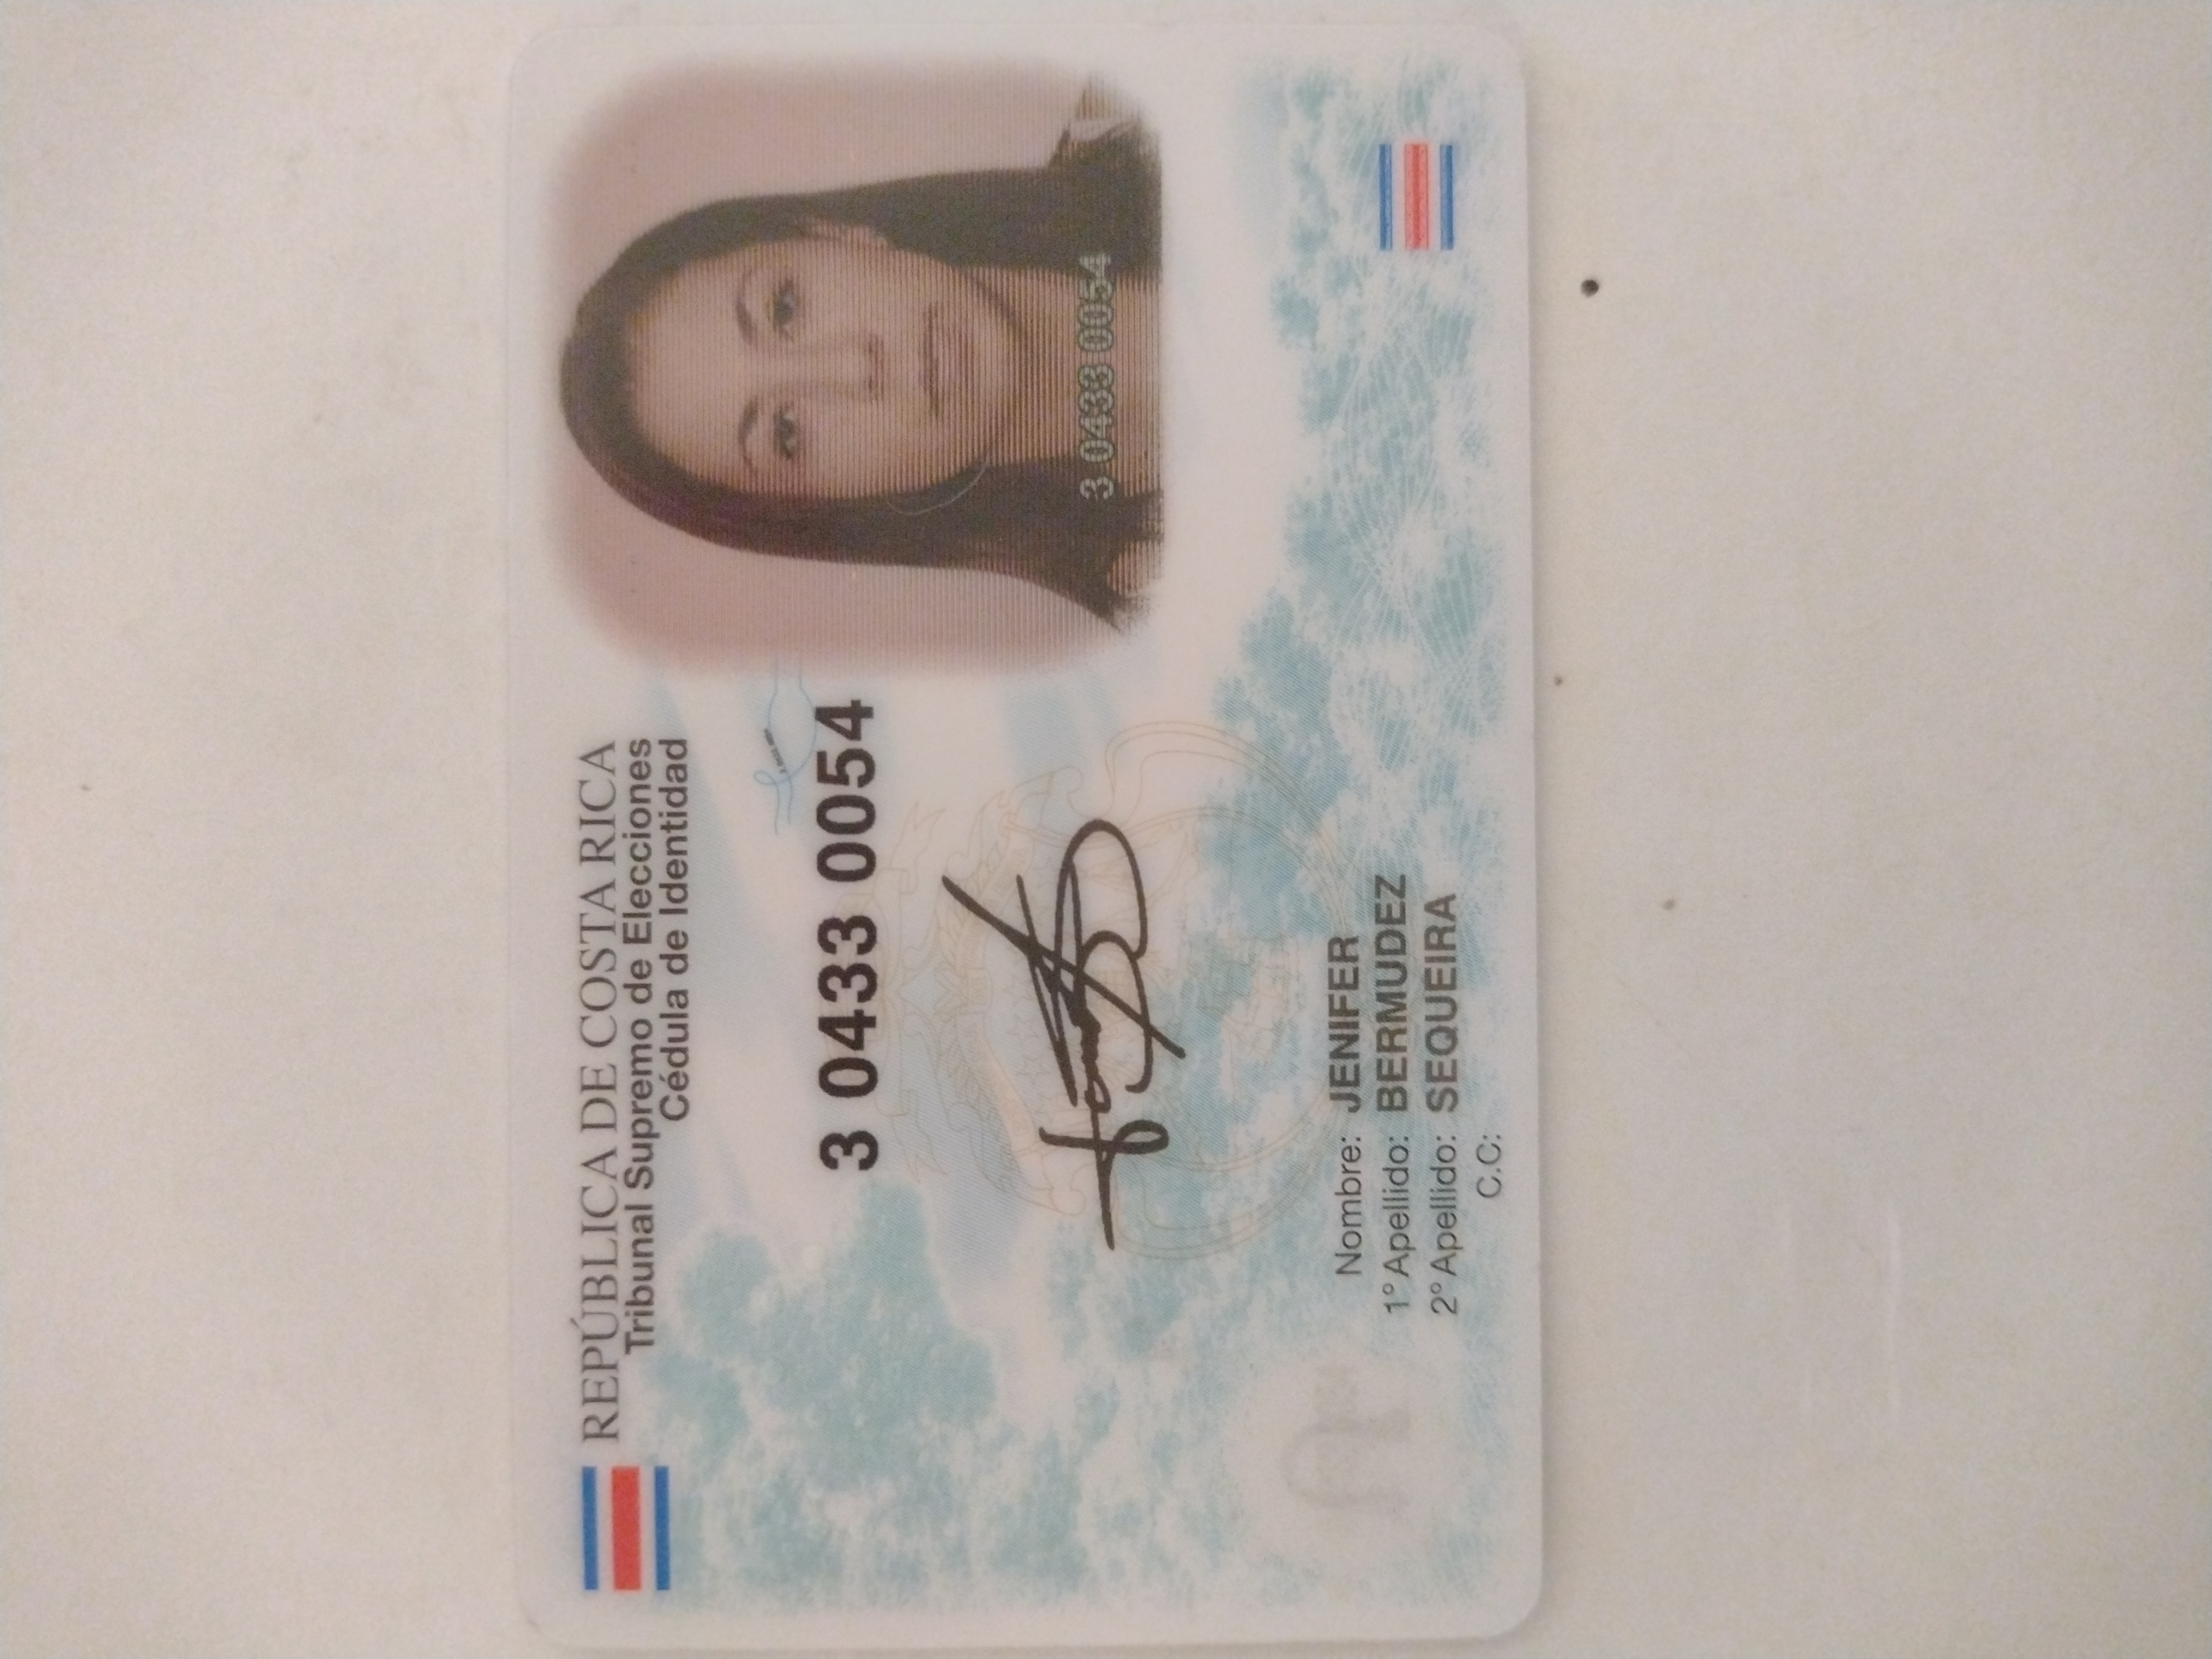 REPÚBLICA DE COSTA RICA
Tribunal Supremo de Elecciones
Cédula de Identidad
3 0433 0054
3 0433 0054
Nombre: JENIFER
1° Apellido: BERMUDEZ
2° Apellido: SEQUEIRA
C.C: